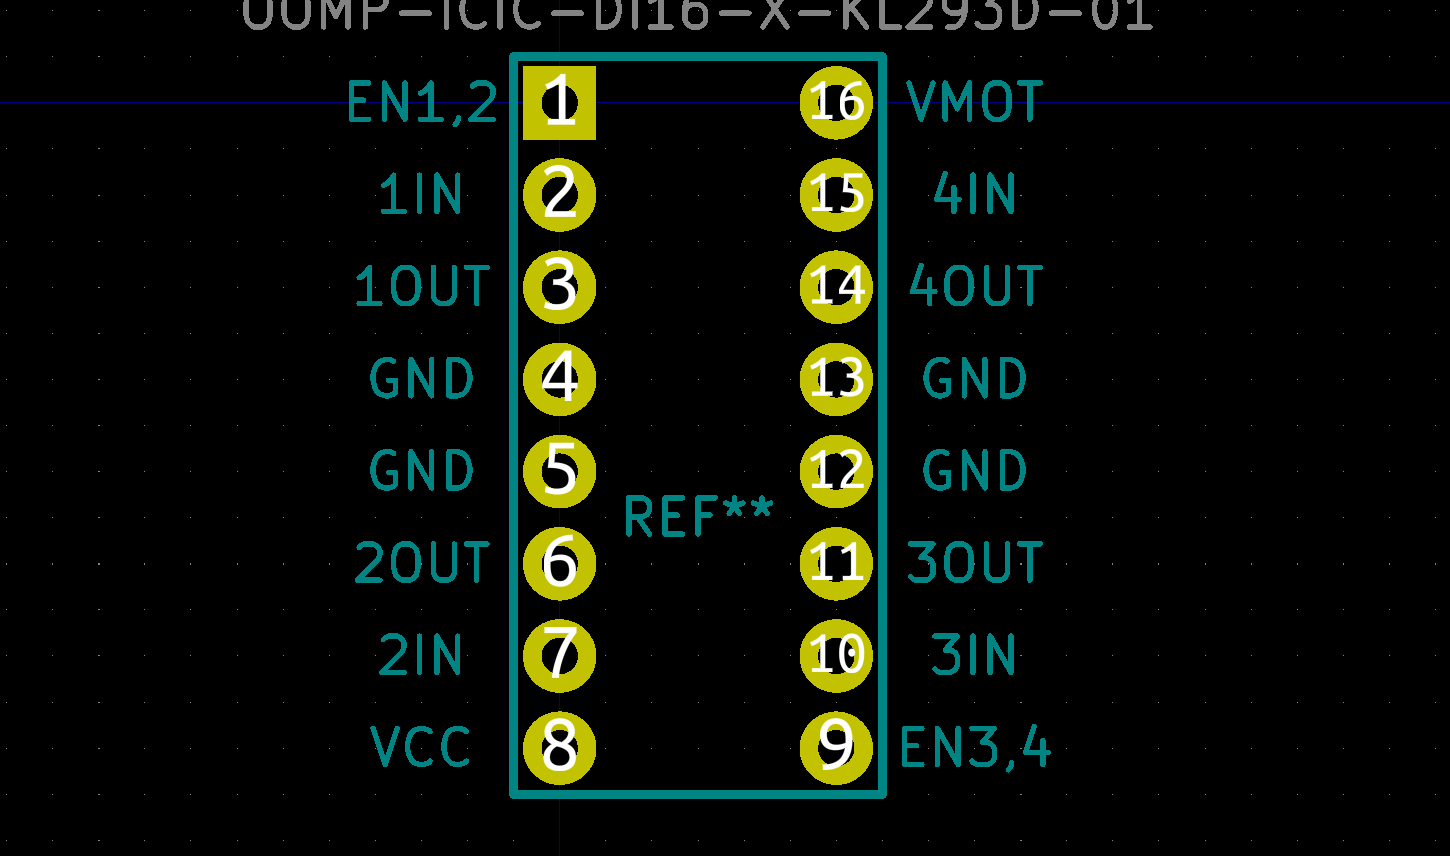 OOMP-ICIC-DI16-X-KL293D-01
EN1,2 1 16 VMOT
1IN 2 15 4IN
1OUT 3 14 4OUT
GND 4 13 GND
GND 5 12 GND
REF**
2OUT 6 11 3OUT
2IN 7 10 3IN
VCC 8 9 EN3,4